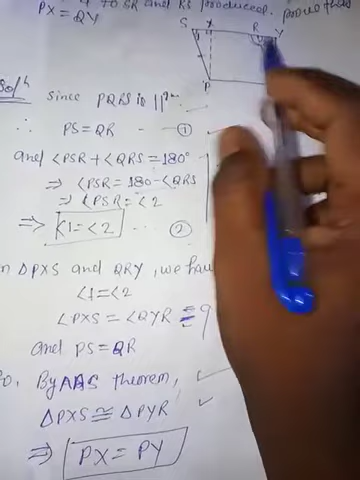 to SR and RS produced. prove that
PX = QY
S X R Y
P
Sol^n
since PQRS is ||gm.
∴ PS = QR - - ①
and ∠PSR + ∠QRS = 180°
⇒ ∠PSR = 180 - ∠QRS
⇒ ∠PSR = ∠2
⇒ ∠1 = ∠2 ... ②
In ΔPXS and QRY, we hav
∠1 = ∠2
∠PXS = ∠QYR = 9
and PS = QR
So. By AAS theorem,
ΔPXS ≅ ΔPYR
⇒ PX = PY